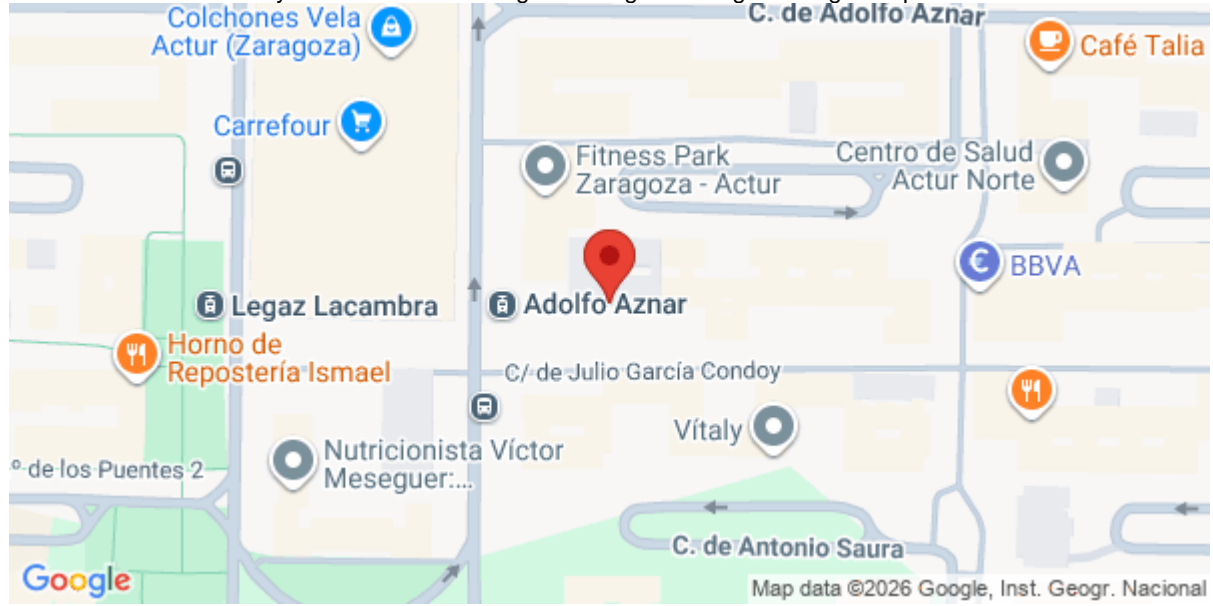 Colchones Vela
Actur (Zaragoza)
C. de Adolfo Aznar
Café Talia
Carrefour
Fitness Park
Zaragoza - Actur
Centro de Salud
Actur Norte
BBVA
Legaz Lacambra
Adolfo Aznar
Horno de
Repostería Ismael
C/ de Julio García Condoy
Vítaly
Nutricionista Víctor
Meseguer:...
º de los Puentes 2
C. de Antonio Saura
Google
Map data ©2026 Google, Inst. Geogr. Nacional